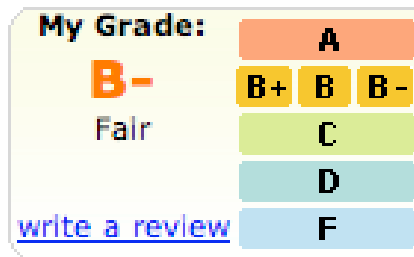 My Grade:
B-
Fair
write a review
A
B+ B B-
C
D
F